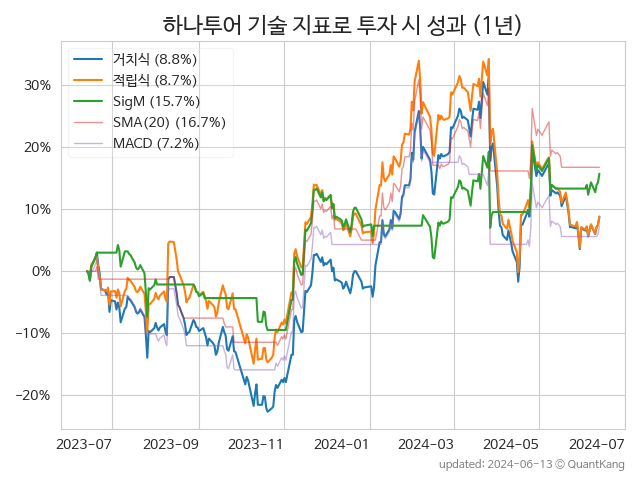 하나투어 기술 지표로 투자 시 성과 (1년)
거치식 (8.8%)
적립식 (8.7%)
SigM (15.7%)
SMA(20) (16.7%)
MACD (7.2%)
30%
20%
10%
0%
−10%
−20%
2023-07 2023-09 2023-11 2024-01 2024-03 2024-05 2024-07
updated: 2024-06-13 ⓒ QuantKang